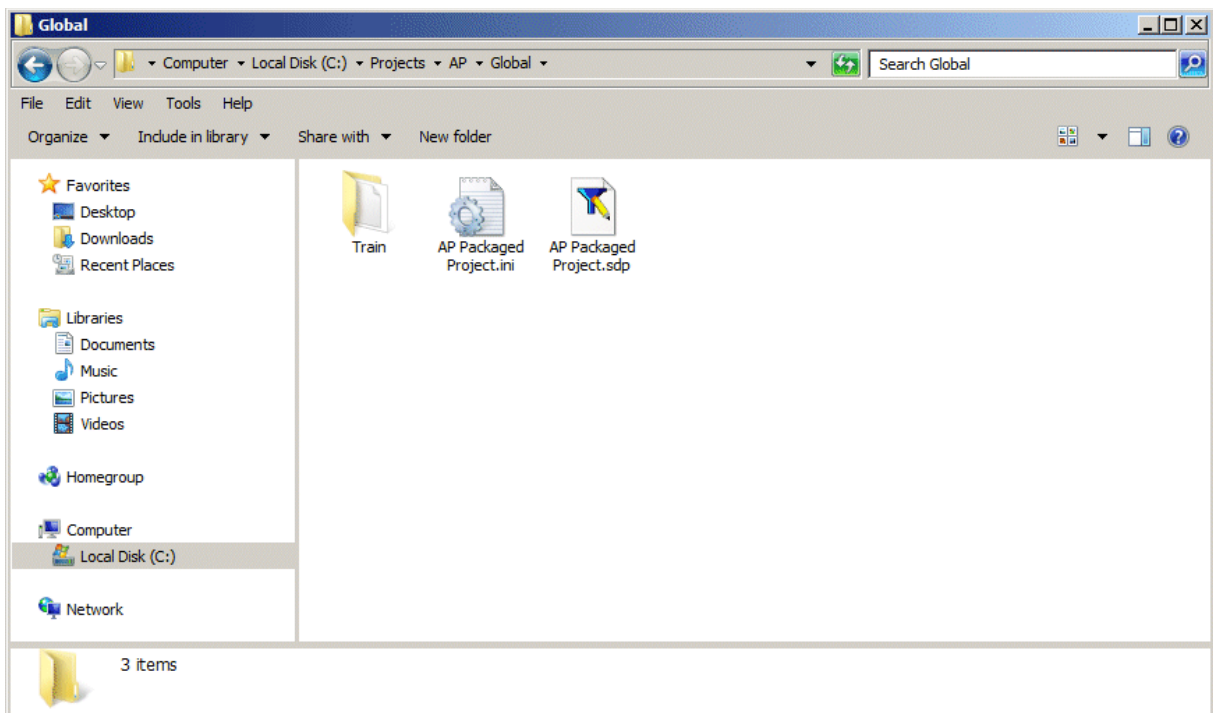 Global
Computer Local Disk (C:) Projects AP Global
Search Global
File Edit View Tools Help
Organize Include in library Share with New folder
Favorites
Desktop
Downloads
Recent Places
Libraries
Documents
Music
Pictures
Videos
Homegroup
Computer
Local Disk (C:)
Network
Train
AP Packaged
Project.ini
AP Packaged
Project.sdp
3 items